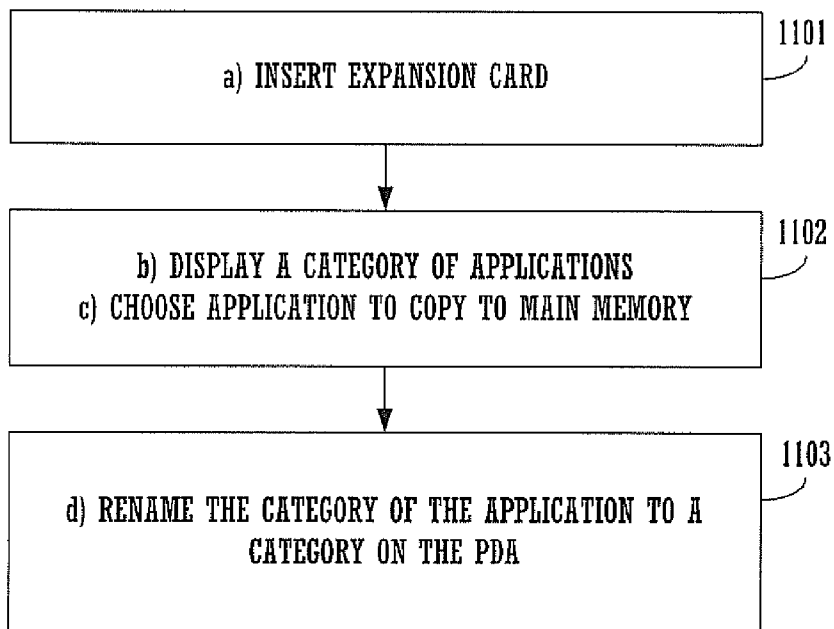 1101
a) INSERT EXPANSION CARD
1102
b) DISPLAY A CATEGORY OF APPLICATIONS
c) CHOOSE APPLICATION TO COPY TO MAIN MEMORY
1103
d) RENAME THE CATEGORY OF THE APPLICATION TO A
CATEGORY ON THE PDA